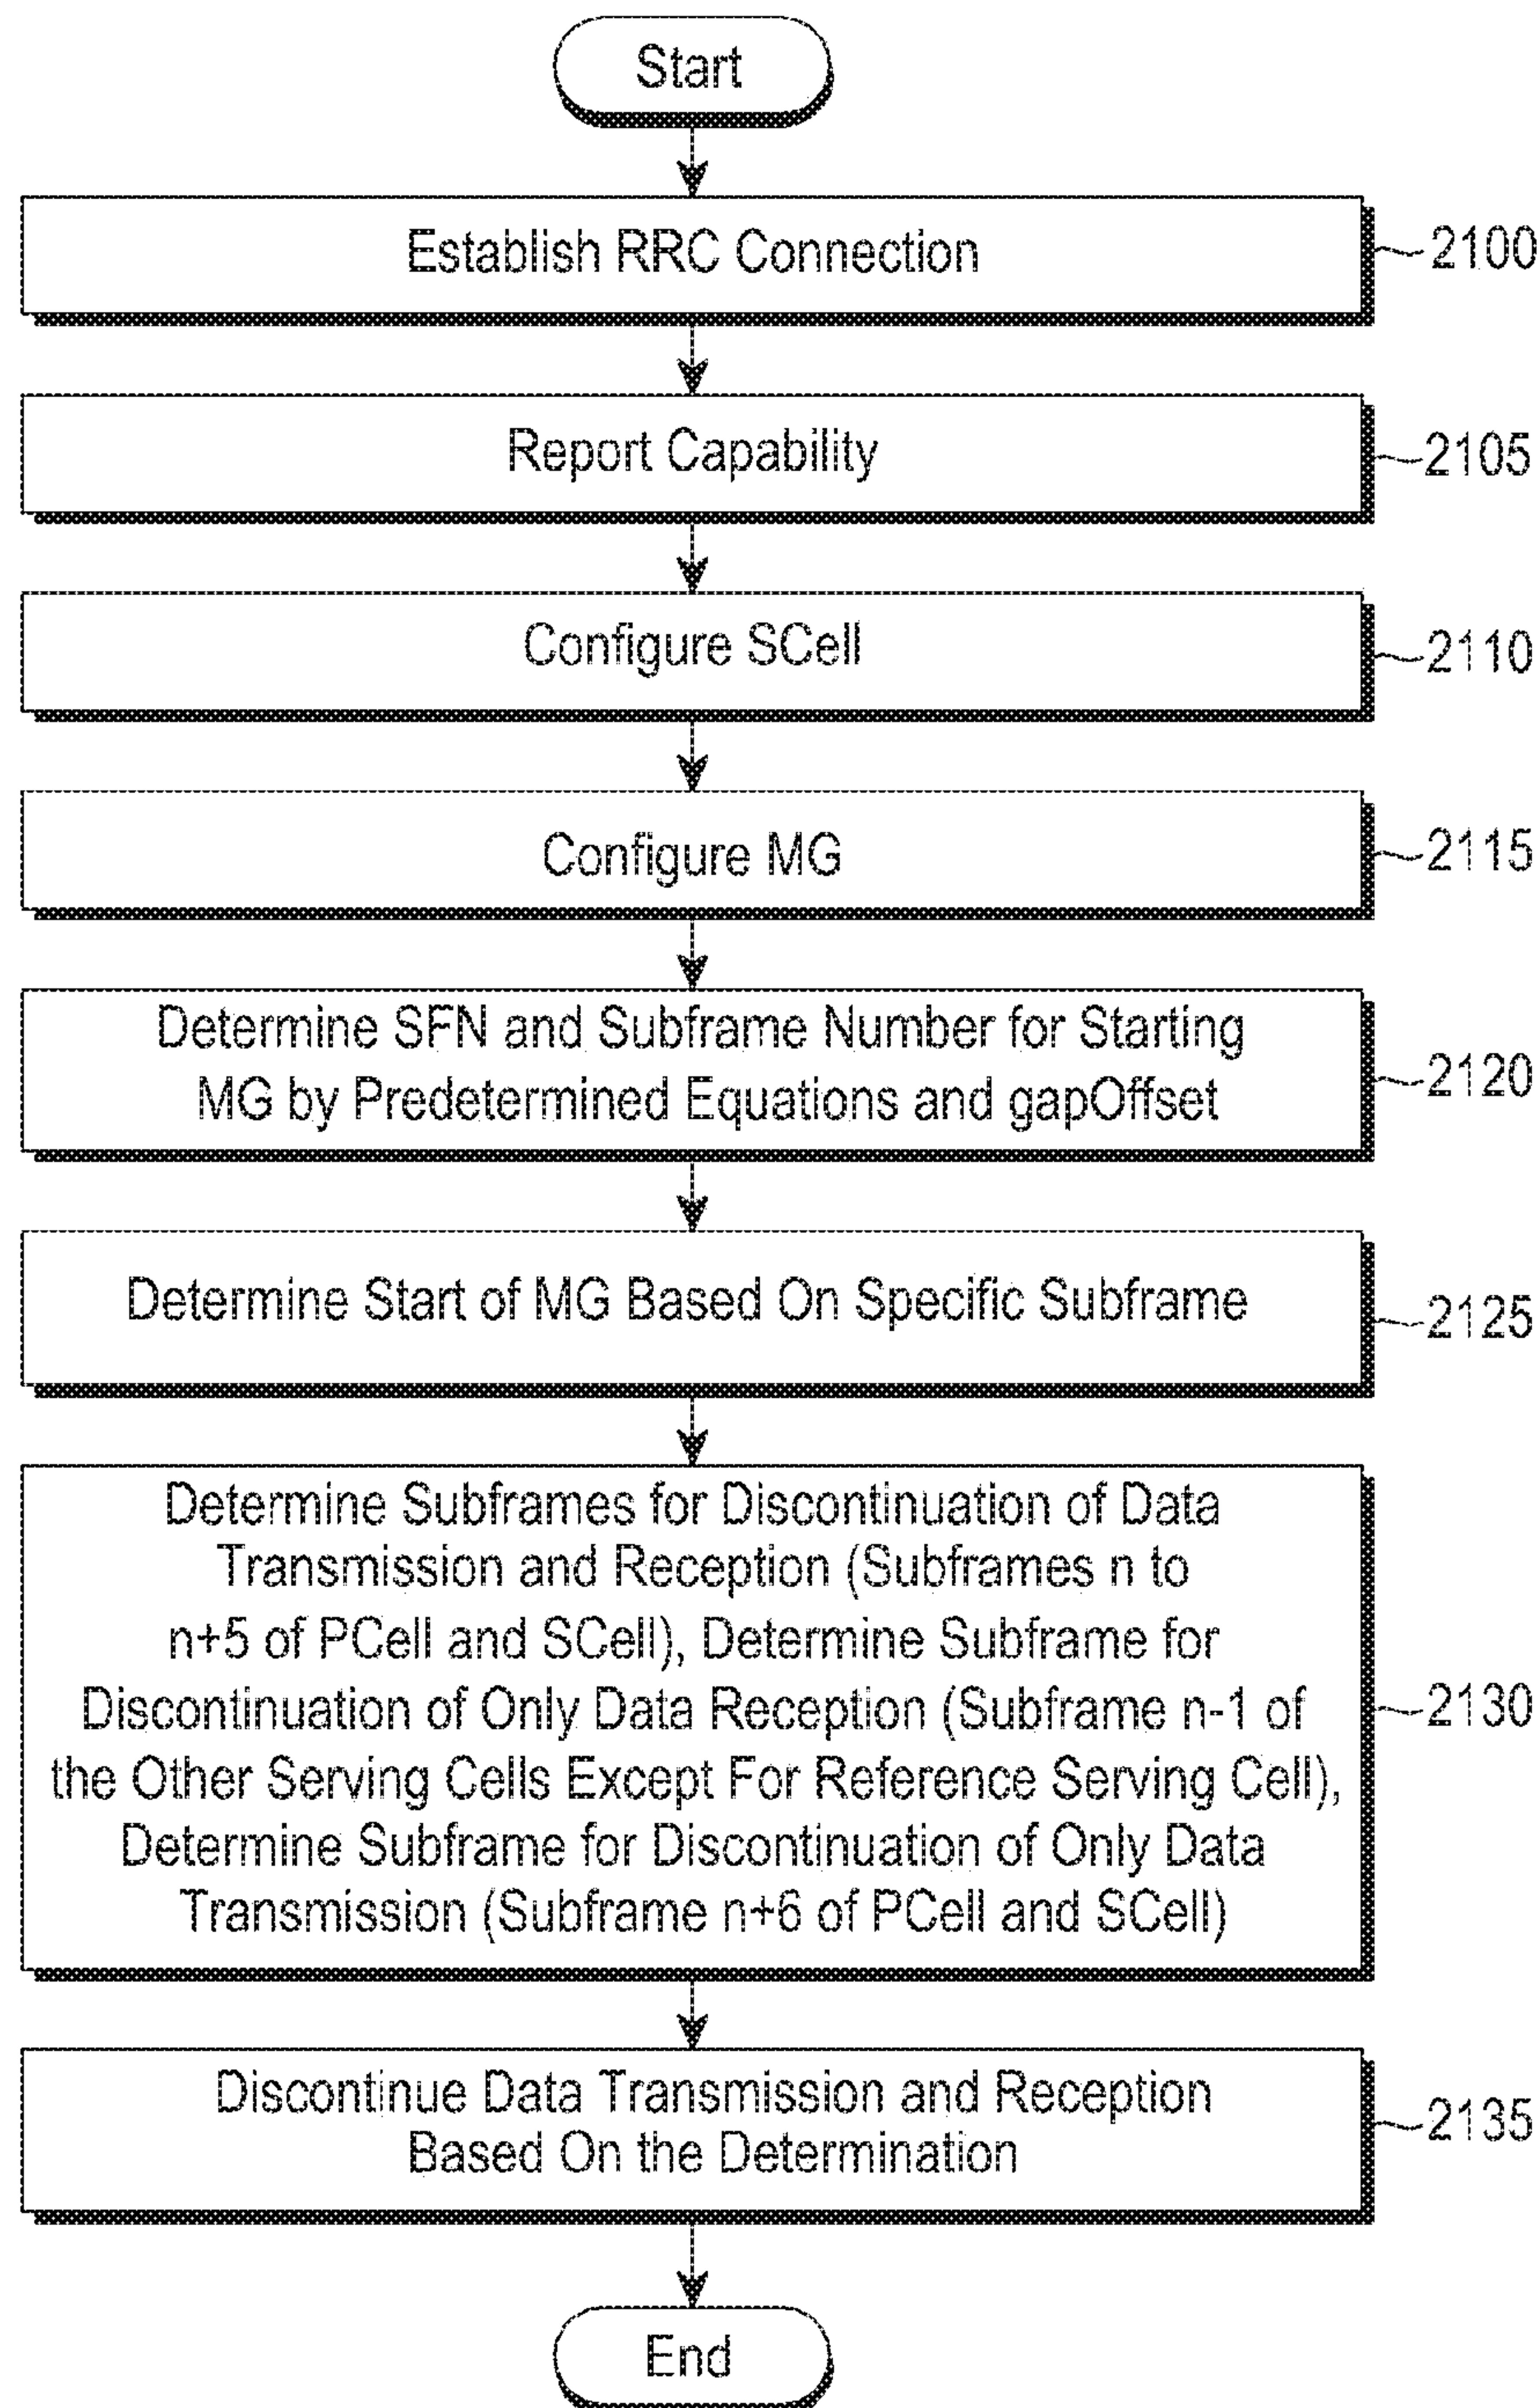 Start
Establish RRC Connection
2100
Report Capability
2105
Configure SCell
2110
Configure MG
2115
Determine SFN and Subframe Number for Starting
MG by Predetermined Equations and gapOffset
2120
Determine Start of MG Based On Specific Subframe
2125
Determine Subframes for Discontinuation of Data
Transmission and Reception (Subframes n to
n+5 of PCell and SCell), Determine Subframe for
Discontinuation of Only Data Reception (Subframe n-1 of
the Other Serving Cells Except For Reference Serving Cell),
Determine Subframe for Discontinuation of Only Data
Transmission (Subframe n+6 of PCell and SCell)
2130
Discontinue Data Transmission and Reception
Based On the Determination
2135
End